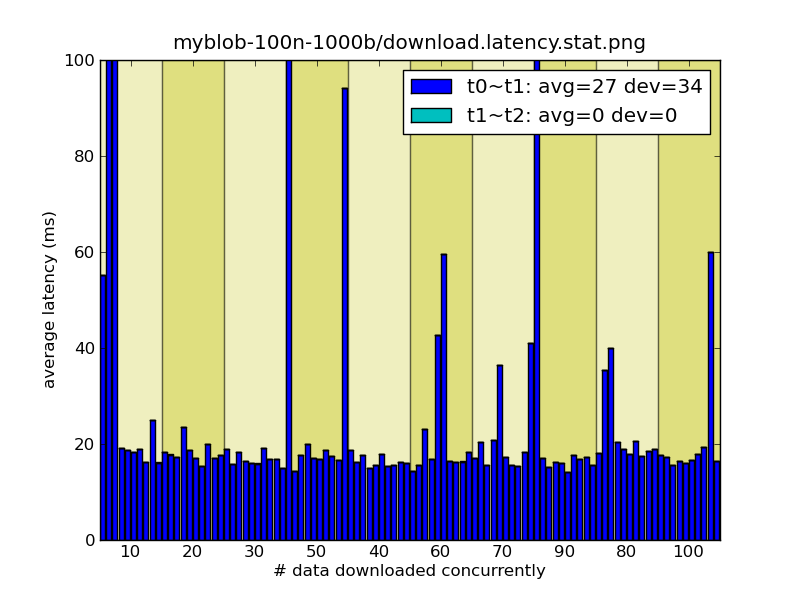 myblob-100n-1000b/download.latency.stat.png
t0~t1: avg=27 dev=34
t1~t2: avg=0 dev=0
average latency (ms)
100
80
60
40
20
0
10 20 30 50 40 60 70 90 80 100
# data downloaded concurrently